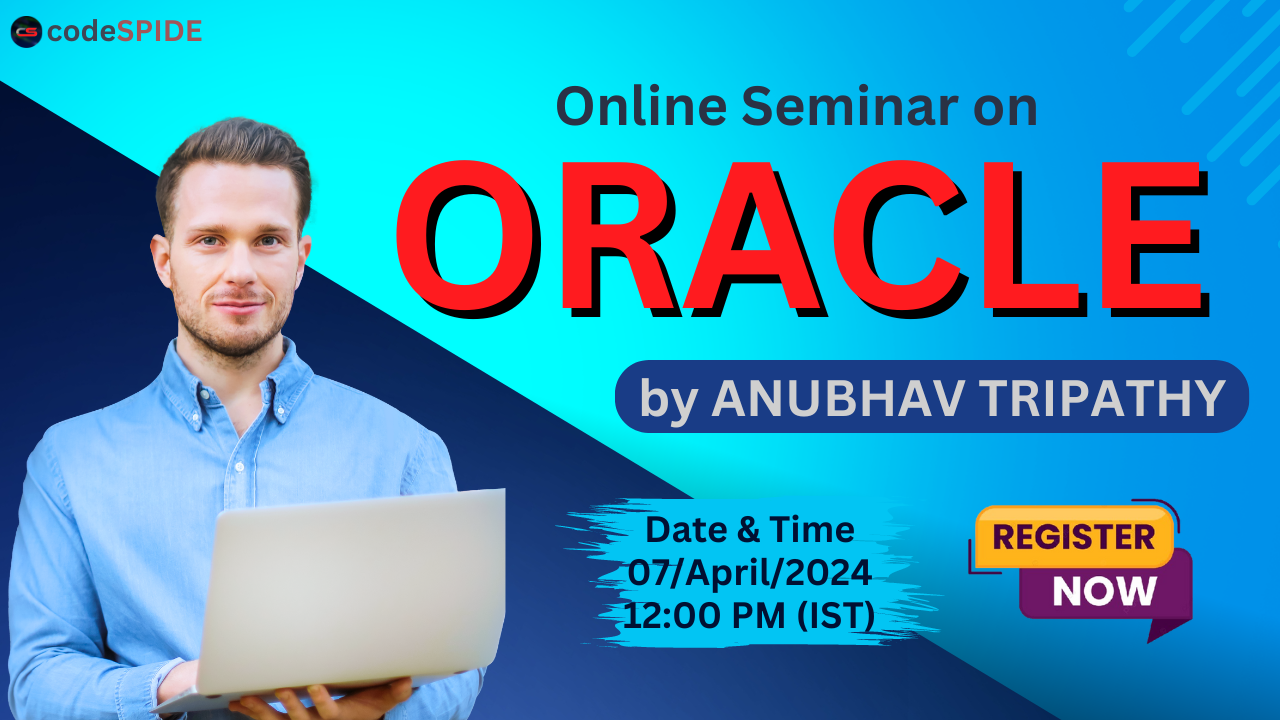 CS codeSPIDE
Online Seminar on
ORACLE
by ANUBHAV TRIPATHY
Date & Time
07/April/2024
12:00 PM (IST)
REGISTER
NOW